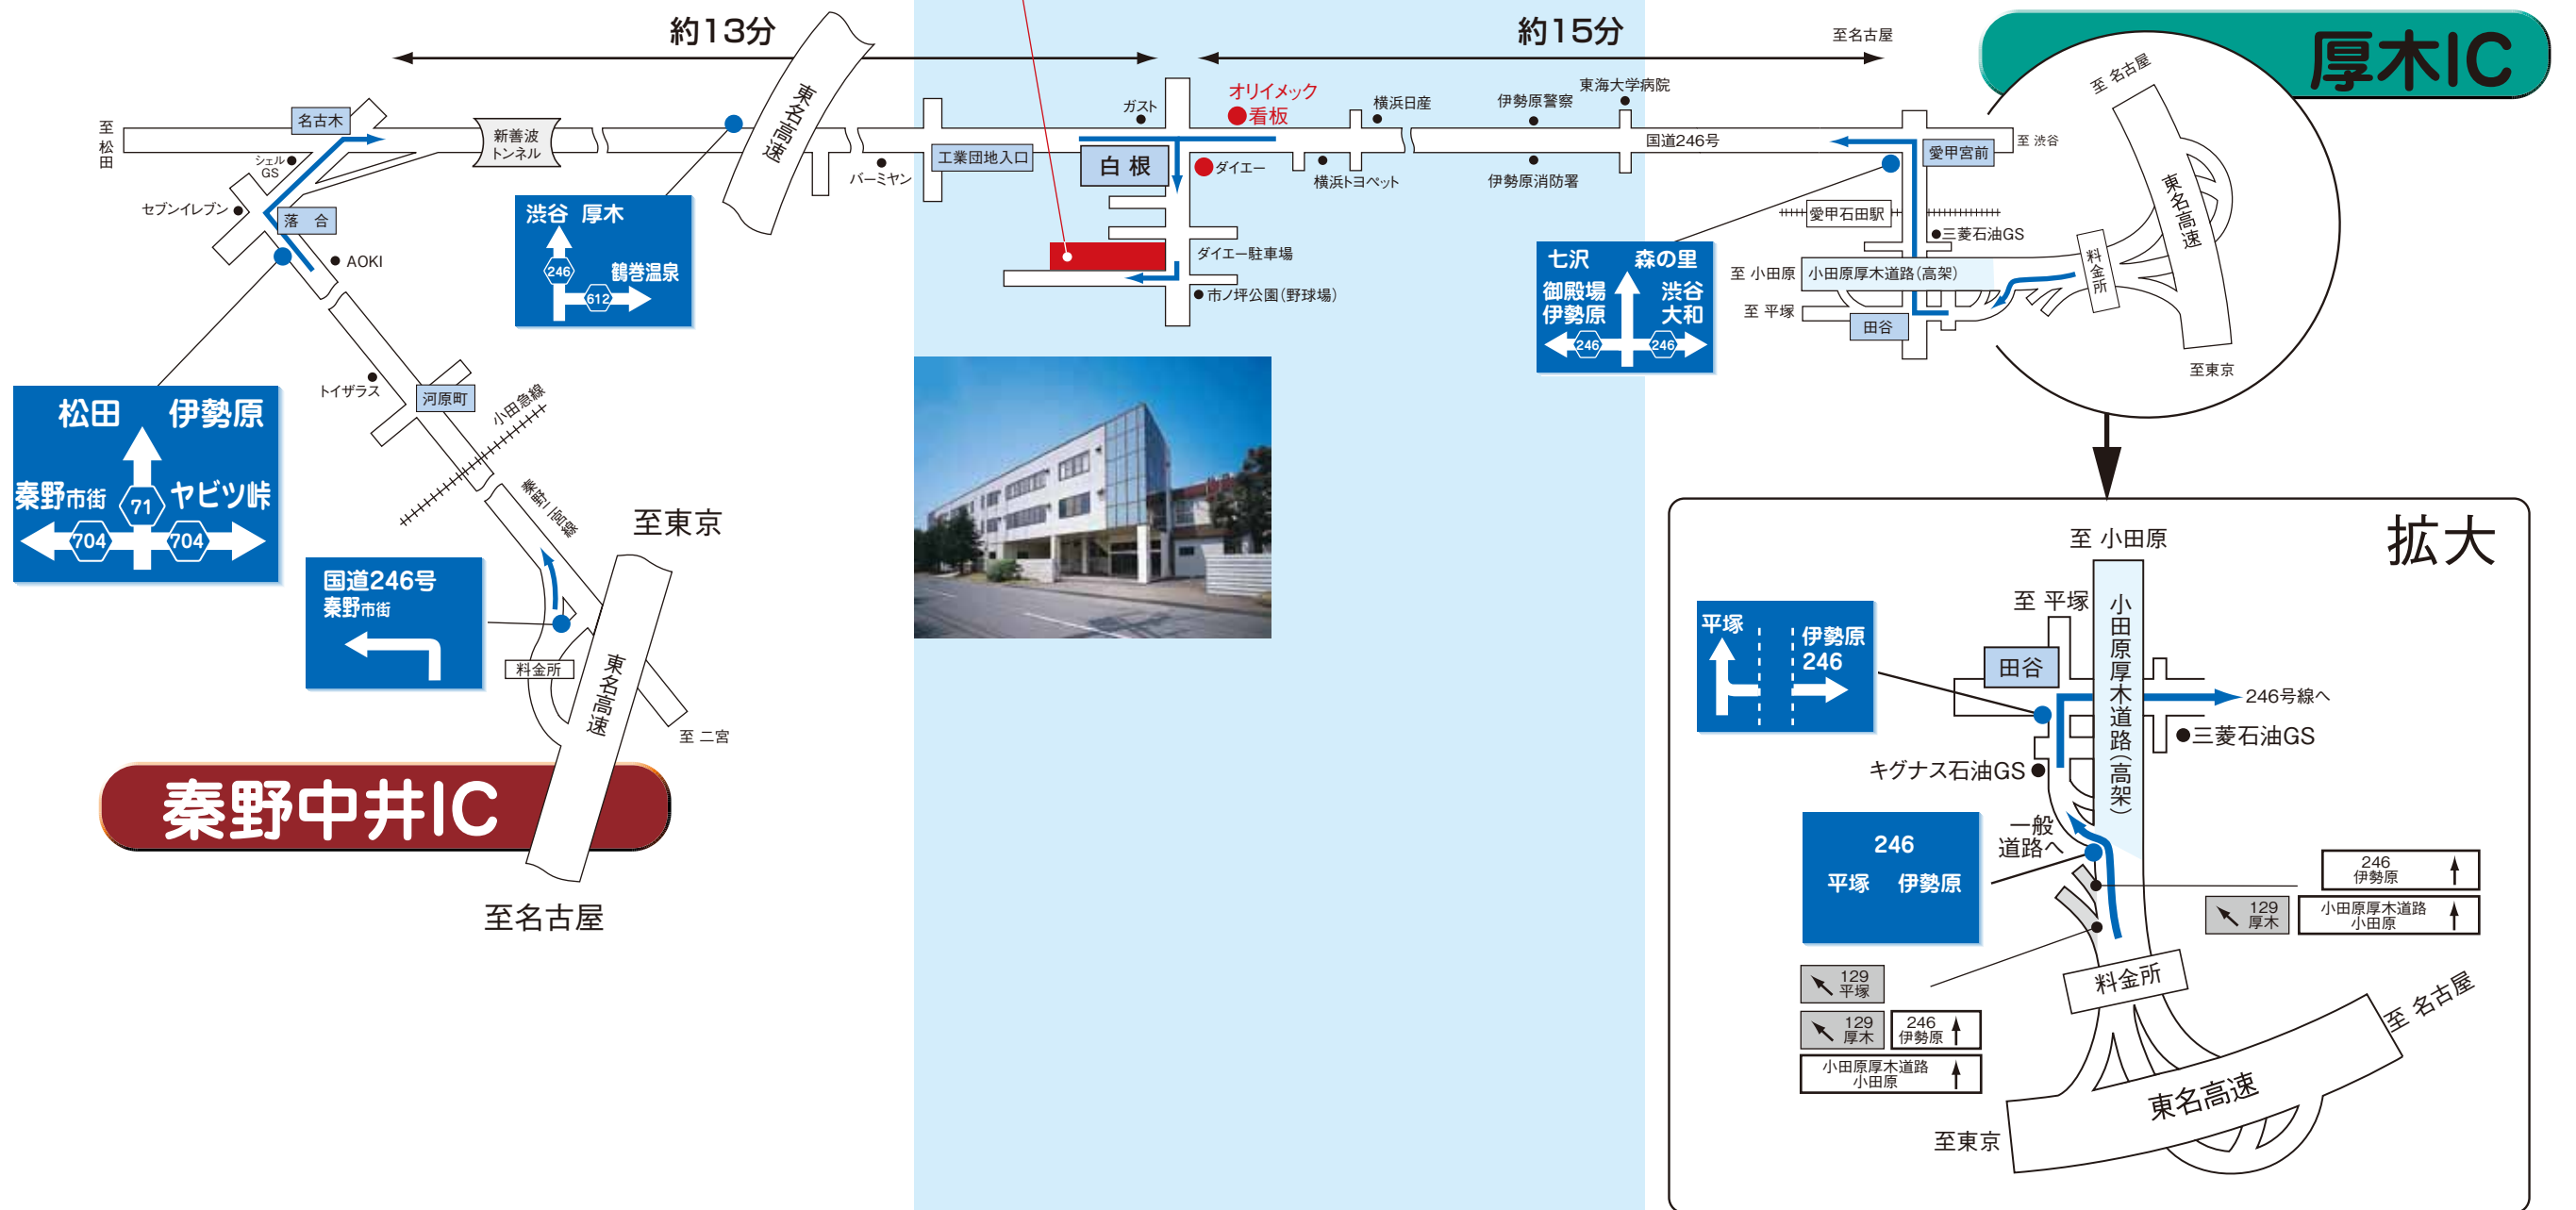 約13分
約15分
至名古屋
厚木IC
至 名古屋
東名高速
至松田
名古木
シェル
GS
セブンイレブン
落 合
AOKI
新善波
トンネル
東名高速
バーミヤン
工業団地入口
ガスト
白根
オリイメック
看板
ダイエー
横浜日産
横浜トヨペット
伊勢原警察
伊勢原消防署
東海大学病院
国道246号
愛甲宮前
至 渋谷
愛甲石田駅
三菱石油GS
至 小田原
小田原厚木道路(高架)
至 平塚
田谷
料金所
東名高速
至東京
ダイエー駐車場
市ノ坪公園(野球場)
渋谷 厚木
246
鶴巻温泉
612
七沢 森の里
御殿場 渋谷
伊勢原 大和
246 246
トイザラス
河原町
小田急線
秦野二宮線
松田 伊勢原
秦野市街 71 ヤビツ峠
704 704
至東京
国道246号
秦野市街
料金所
東名高速
至 二宮
秦野中井IC
至名古屋
拡大
至 小田原
至 平塚
小田原厚木道路(高架)
平塚
伊勢原
246
田谷
246号線へ
三菱石油GS
キグナス石油GS
一般
道路へ
246
平塚 伊勢原
246
伊勢原
129
厚木
小田原厚木道路
小田原
129
平塚
129
厚木
246
伊勢原
小田原厚木道路
小田原
料金所
至 名古屋
東名高速
至東京